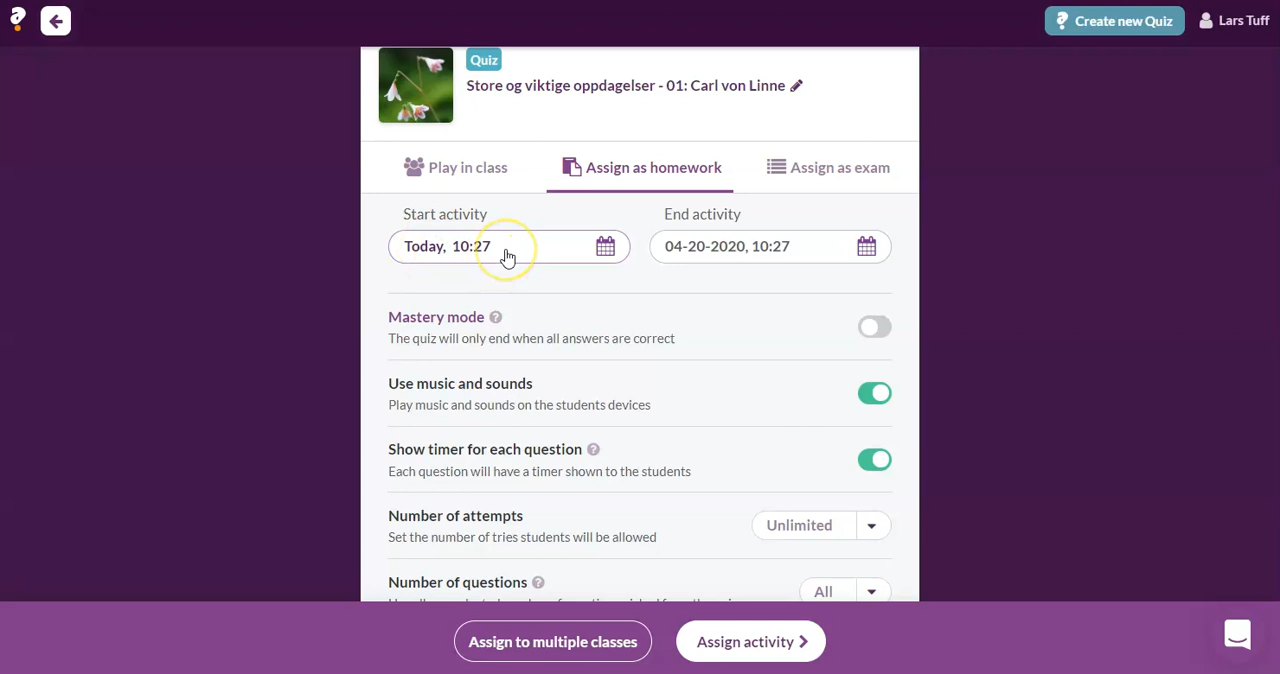 Create new Quiz
Lars Tuff
Quiz
Store og viktige oppdagelser - 01: Carl von Linne
Play in class
Assign as homework
Assign as exam
Start activity
End activity
Today, 10:27
04-20-2020, 10:27
Mastery mode
The quiz will only end when all answers are correct
Use music and sounds
Play music and sounds on the students devices
Show timer for each question
Each question will have a timer shown to the students
Number of attempts
Unlimited
Set the number of tries students will be allowed
Number of questions
All
Assign to multiple classes
Assign activity